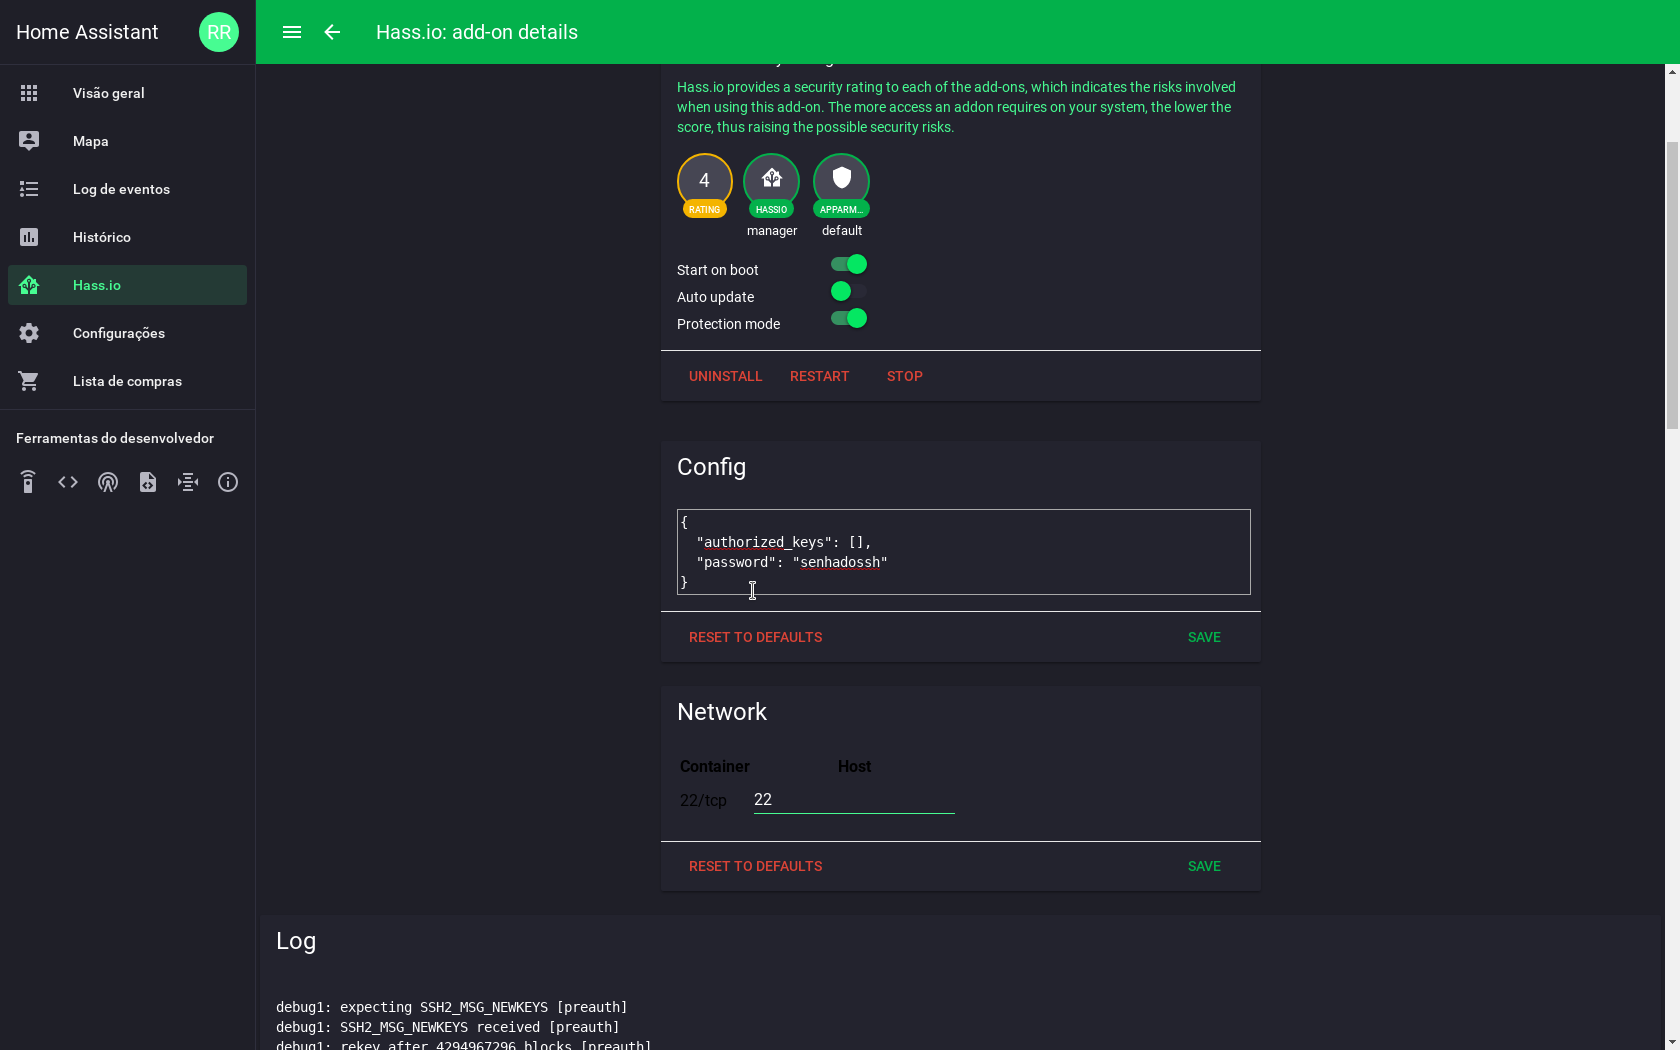 Home Assistant
RR
Hass.io: add-on details
Visão geral
Mapa
Log de eventos
Histórico
Hass.io
Configurações
Lista de compras
Ferramentas do desenvolvedor
Hass.io provides a security rating to each of the add-ons, which indicates the risks involved
when using this add-on. The more access an addon requires on your system, the lower the
score, thus raising the possible security risks.
4
RATING
HASSIO
APPARM...
manager
default
Start on boot
Auto update
Protection mode
UNINSTALL
RESTART
STOP
Config
{
"authorized_keys": [],
"password": "senhadossh"
}
RESET TO DEFAULTS
SAVE
Network
Container
Host
22/tcp
22
RESET TO DEFAULTS
SAVE
Log
debug1: expecting SSH2_MSG_NEWKEYS [preauth]
debug1: SSH2_MSG_NEWKEYS received [preauth]
debug1: rekey after 4294967296 blocks [preauth]